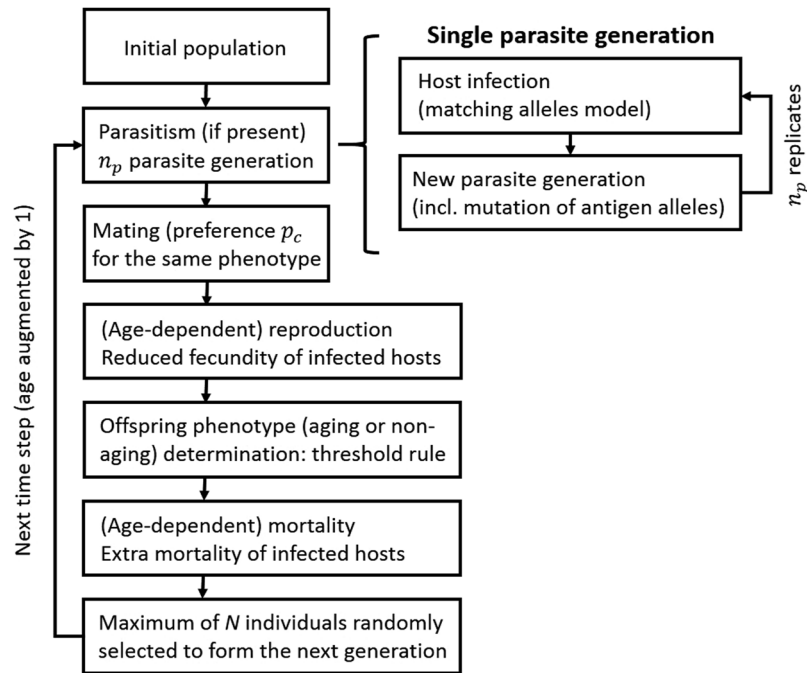 Initial population
Parasitism (if present)
n_p parasite generation
Mating (preference p_c
for the same phenotype
(Age-dependent) reproduction
Reduced fecundity of infected hosts
Offspring phenotype (aging or non-
aging) determination: threshold rule
(Age-dependent) mortality
Extra mortality of infected hosts
Maximum of N individuals randomly
selected to form the next generation
Next time step (age augmented by 1)
Single parasite generation
Host infection
(matching alleles model)
New parasite generation
(incl. mutation of antigen alleles)
n_p replicates